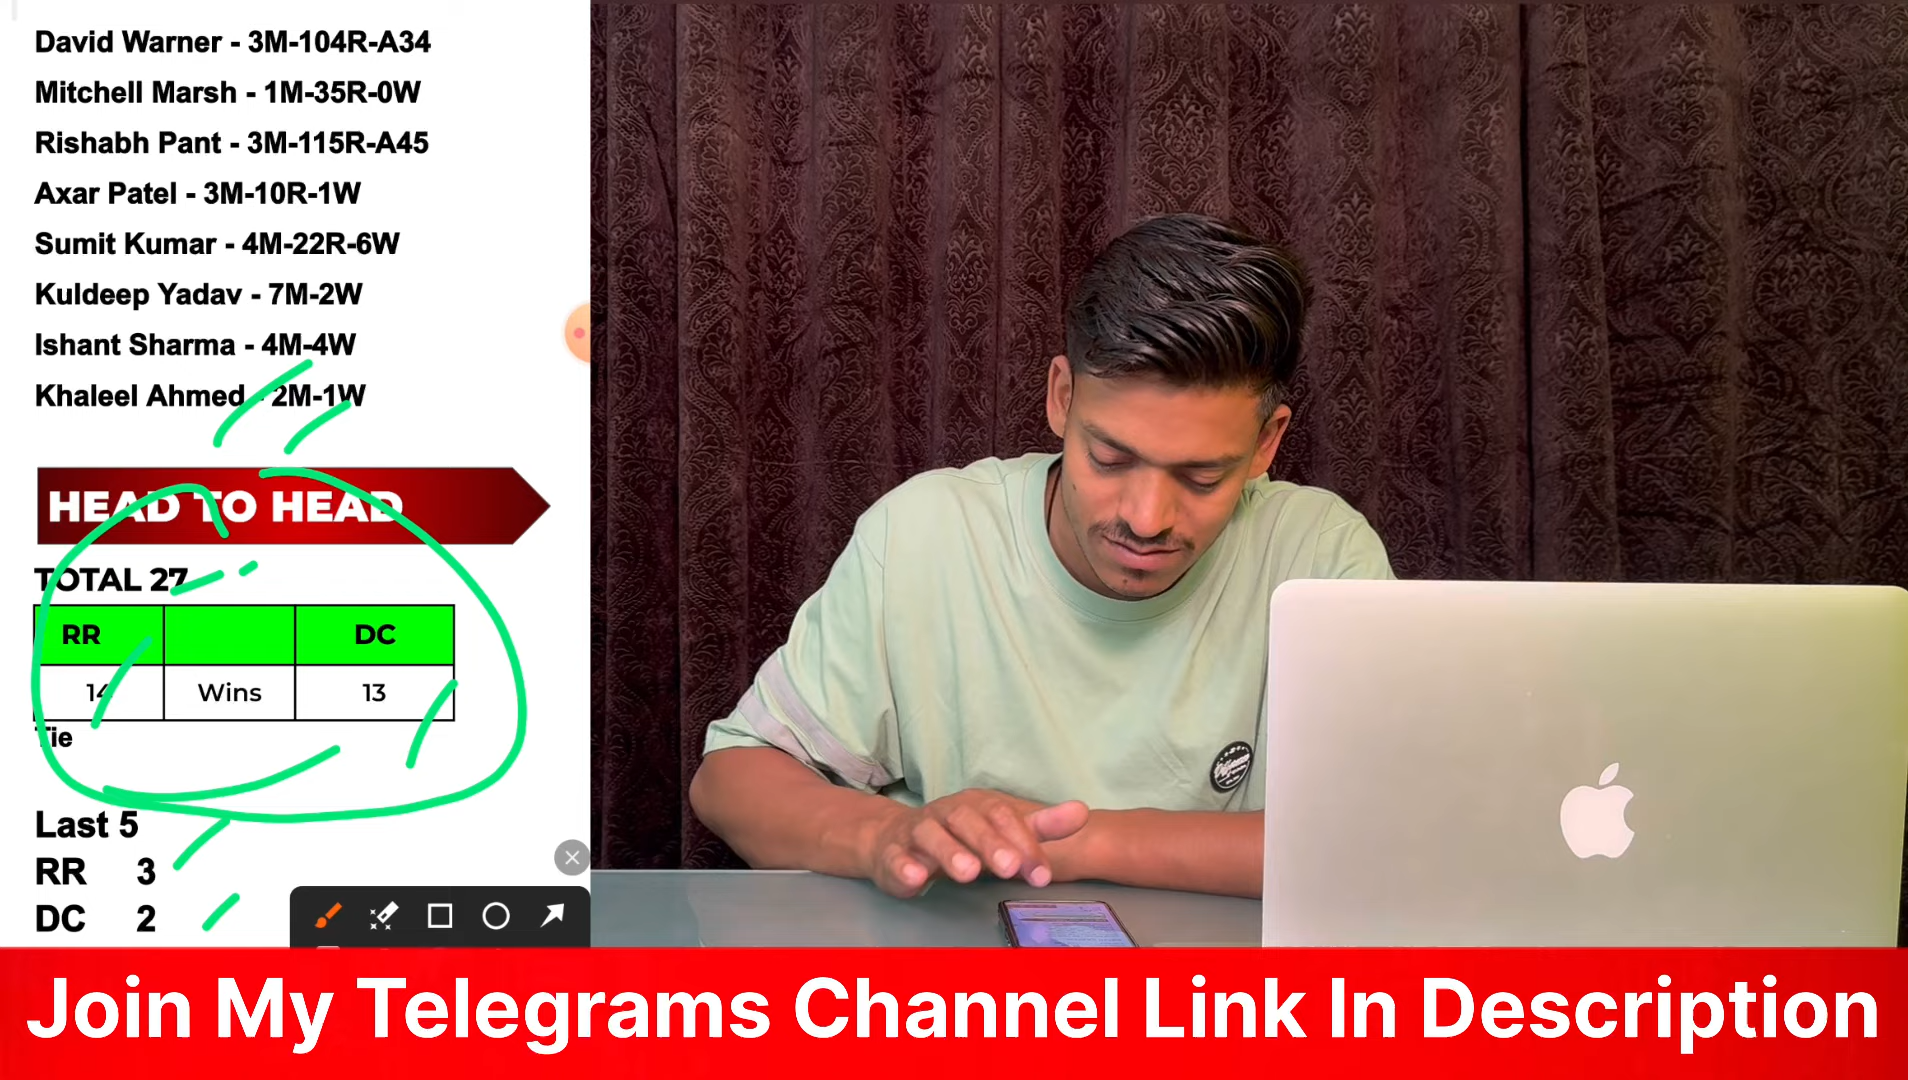 David Warner - 3M-104R-A34
Mitchell Marsh - 1M-35R-0W
Rishabh Pant - 3M-115R-A45
Axar Patel - 3M-10R-1W
Sumit Kumar - 4M-22R-6W
Kuldeep Yadav - 7M-2W
Ishant Sharma - 4M-4W
Khaleel Ahmed - 2M-1W
HEAD TO HEAD
TOTAL 27
RR DC
14 Wins 13
Tie
Last 5
RR 3
DC 2
Join My Telegrams Channel Link In Description